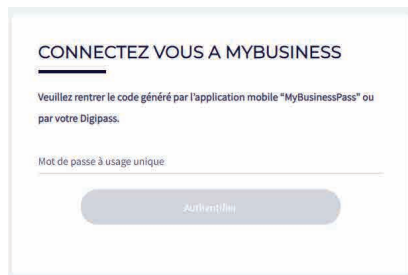 CONNECTEZ VOUS A MYBUSINESS
Veuillez rentrer le code généré par l'application mobile "MyBusinessPass" ou
par votre Digipass.
Mot de passe à usage unique
Authentifier